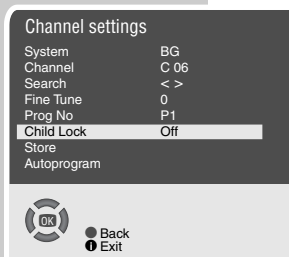 Channel settings
System BG
Channel C 06
Search < >
Fine Tune 0
Prog No P1
Child Lock Off
Store
Autoprogram
OK
Back
i Exit